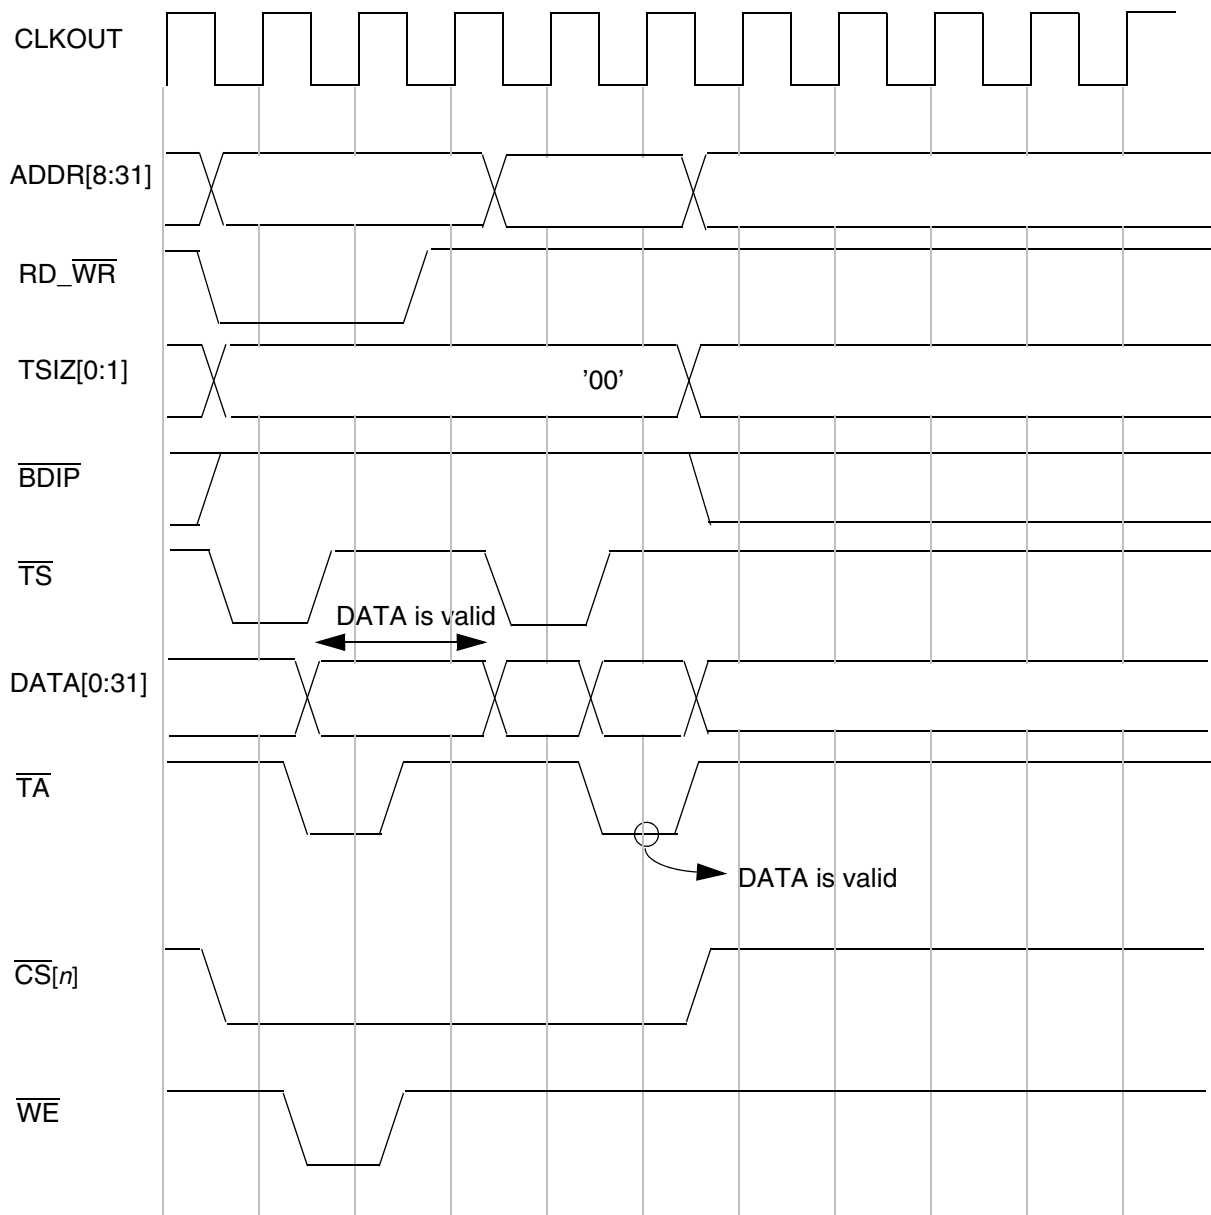 CLKOUT
ADDR[8:31]
RD_WR
TSIZ[0:1]
’00’
BDIP
TS
DATA is valid
DATA[0:31]
TA
DATA is valid
CS[n]
WE